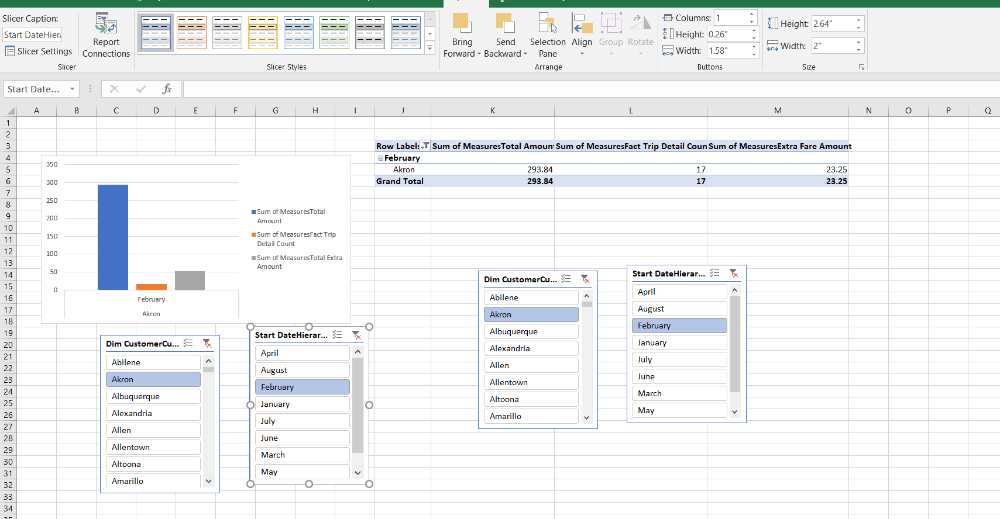 Slicer Caption:
Start DateHierar
Slicer Settings
Slicer
Report
Connections
Slicer Styles
Bring
Forward
Send
Backward
Selection
Pane
Align
Group
Rotate
Arrange
Columns: 1
Height: 0.26"
Width: 1.58"
Buttons
Height: 2.64"
Width: 2"
Size
Start Date...
fx
A B C D E F G H I J K L M N O P Q
1
2
3
4
5
6
7
8
9
10
11
12
13
14
15
16
17
18
19
20
21
22
23
24
25
26
27
28
29
30
31
32
33
34
Row Labels Sum of MeasuresTotal Amount Sum of MeasuresFact Trip Detail Coun Sum of MeasuresExtra Fare Amount
February
Akron 293.84 17 23.25
Grand Total 293.84 17 23.25
350
300
250
200
150
100
50
0
February
Akron
Sum of MeasuresTotal
Amount
Sum of MeasuresFact Trip
Detail Count
Sum of MeasuresTotal Extra
Amount
Dim CustomerCu...
Abilene
Akron
Albuquerque
Alexandria
Allen
Allentown
Altoona
Amarillo
Start DateHierar...
April
August
February
January
July
June
March
May
Dim CustomerCu...
Abilene
Akron
Albuquerque
Alexandria
Allen
Allentown
Altoona
Amarillo
Start DateHierar...
April
August
February
January
July
June
March
May